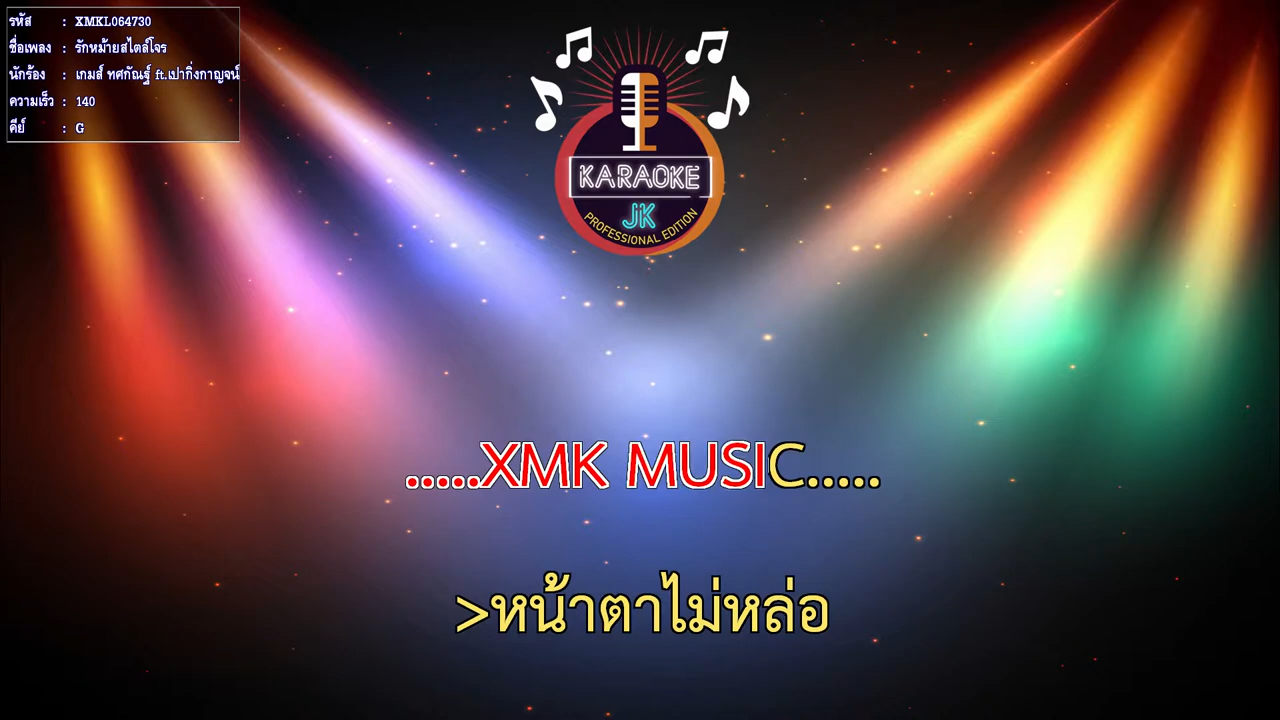 รหัส : XMKL064730
ชื่อเพลง : รักหม้ายสไตล์โจร
นักร้อง : เกมส์ ทศกัณฐ์ ft.เปากิ่งกาญจน์
ความเร็ว : 140
คีย์ : G
KARAOKE
JK
PROFESSIONAL EDITION
.....XMK MUSIC.....
>หน้าตาไม่หล่อ